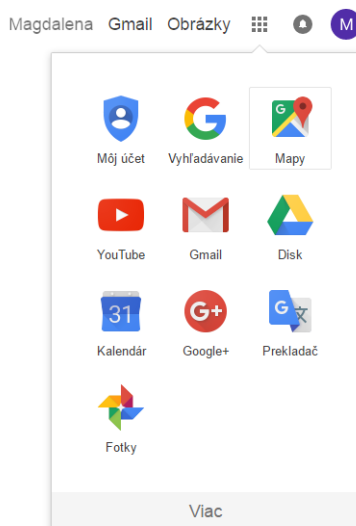 Magdalena Gmail Obrázky M
Môj účet Vyhľadávanie Mapy
YouTube Gmail Disk
31
Kalendár Google+ Prekladač
Fotky
Viac